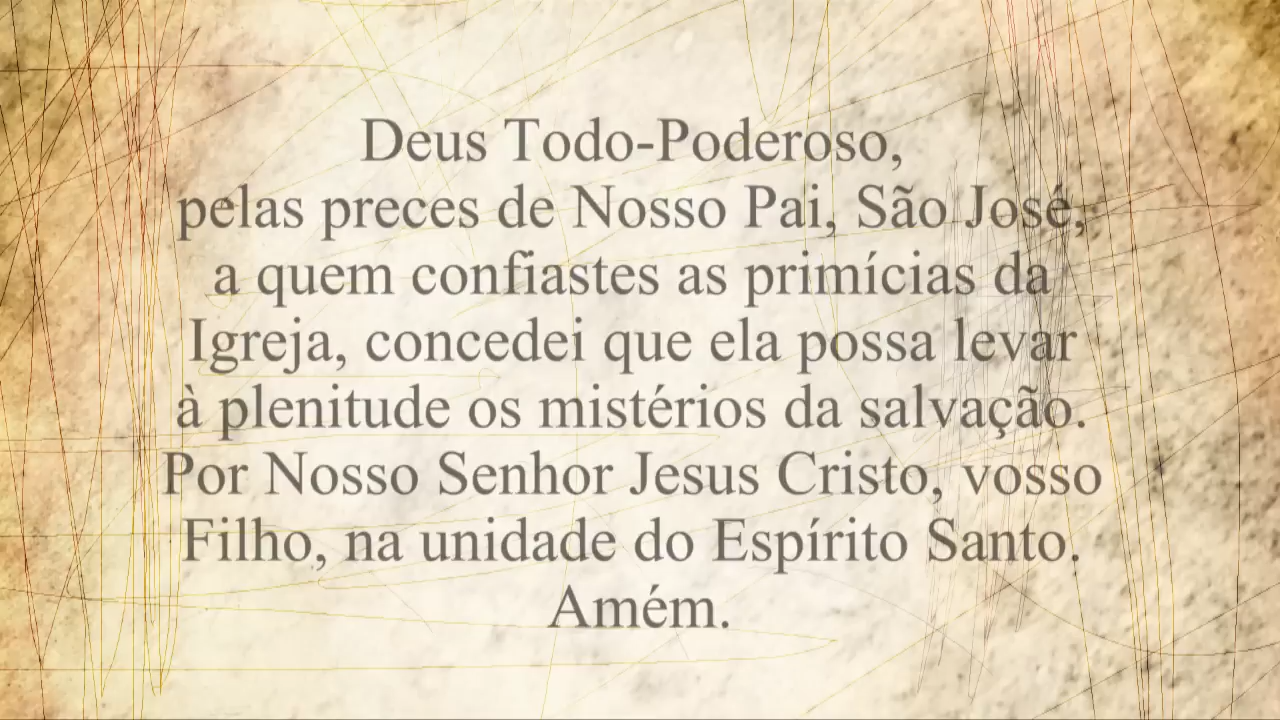 Deus Todo-Poderoso,
pelas preces de Nosso Pai, São José,
a quem confiastes as primícias da
Igreja, concedei que ela possa levar
à plenitude os mistérios da salvação.
Por Nosso Senhor Jesus Cristo, vosso
Filho, na unidade do Espírito Santo.
Amém.